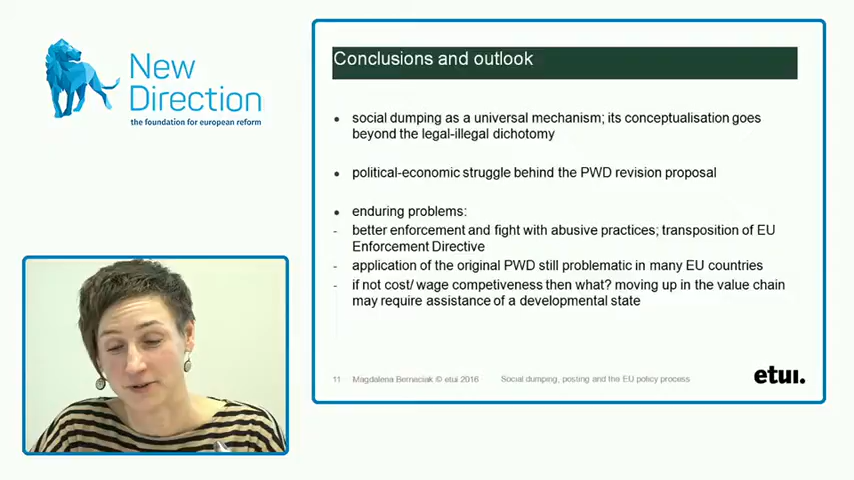 New
Direction
the foundation for european reform
Conclusions and outlook
• social dumping as a universal mechanism; its conceptualisation goes
beyond the legal-illegal dichotomy
• political-economic struggle behind the PWD revision proposal
• enduring problems:
- better enforcement and fight with abusive practices; transposition of EU
Enforcement Directive
- application of the original PWD still problematic in many EU countries
- if not cost/ wage competiveness then what? moving up in the value chain
may require assistance of a developmental state
11 Magdalena Bernaciak © etui 2016 Social dumping, posting and the EU policy process
etui.